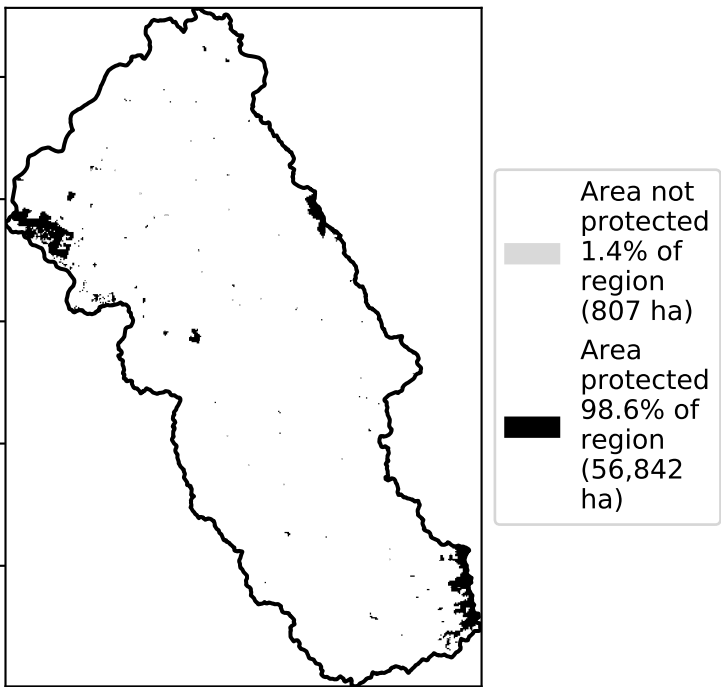 Area not
protected
1.4% of
region
(807 ha)
Area
protected
98.6% of
region
(56,842
ha)